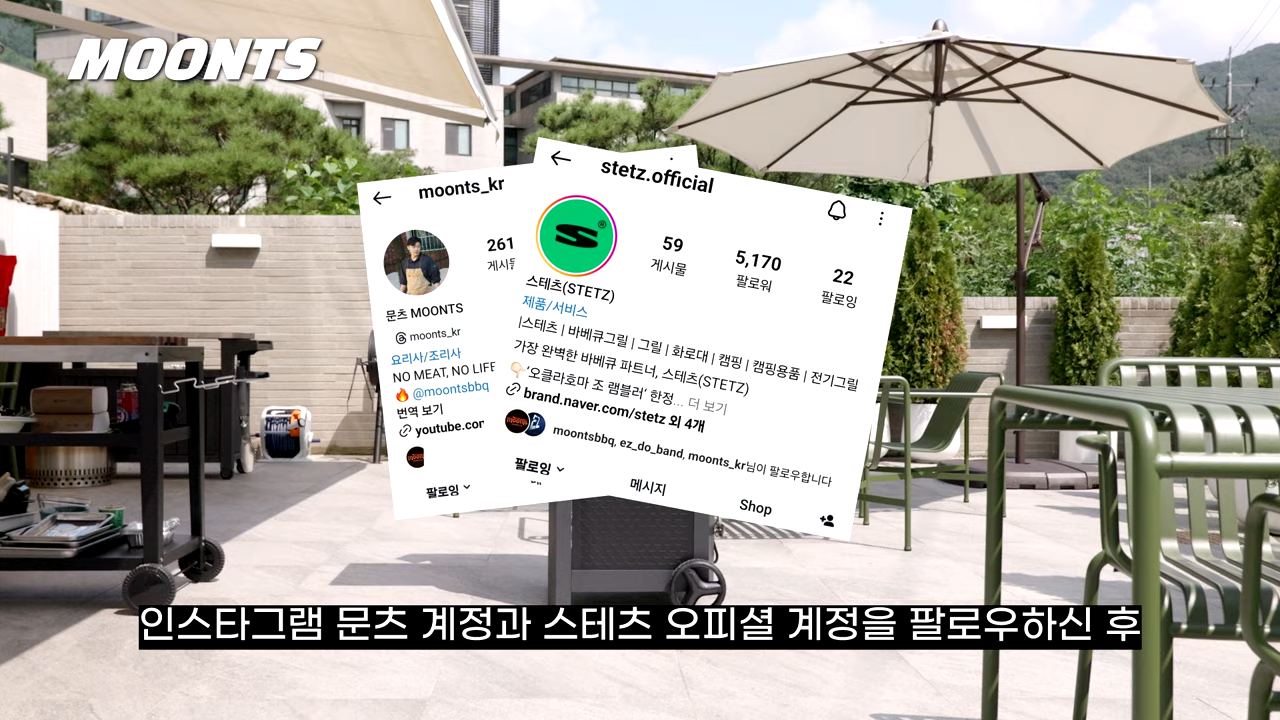 MOONTS
moonts_kr
261
게시물
문츠 MOONTS
moonts_kr
요리사/조리사
NO MEAT, NO LIFE
🔥 @moontsbbq
번역 보기
youtube.com
팔로잉
stetz.official
59
게시물
5,170
팔로워
22
팔로잉
스테츠(STETZ)
제품/서비스
|스테츠 | 바베큐그릴 | 그릴 | 화로대 | 캠핑 | 캠핑용품 | 전기그릴
가장 완벽한 바베큐 파트너, 스테츠(STETZ)
👇🏻'오클라호마 조 램블러' 한정... 더 보기
brand.naver.com/stetz 외 4개
moontsbbq, ez_do_band, moonts_kr님이 팔로우합니다
팔로잉
메시지
Shop
인스타그램 문츠 계정과 스테츠 오피셜 계정을 팔로우하신 후